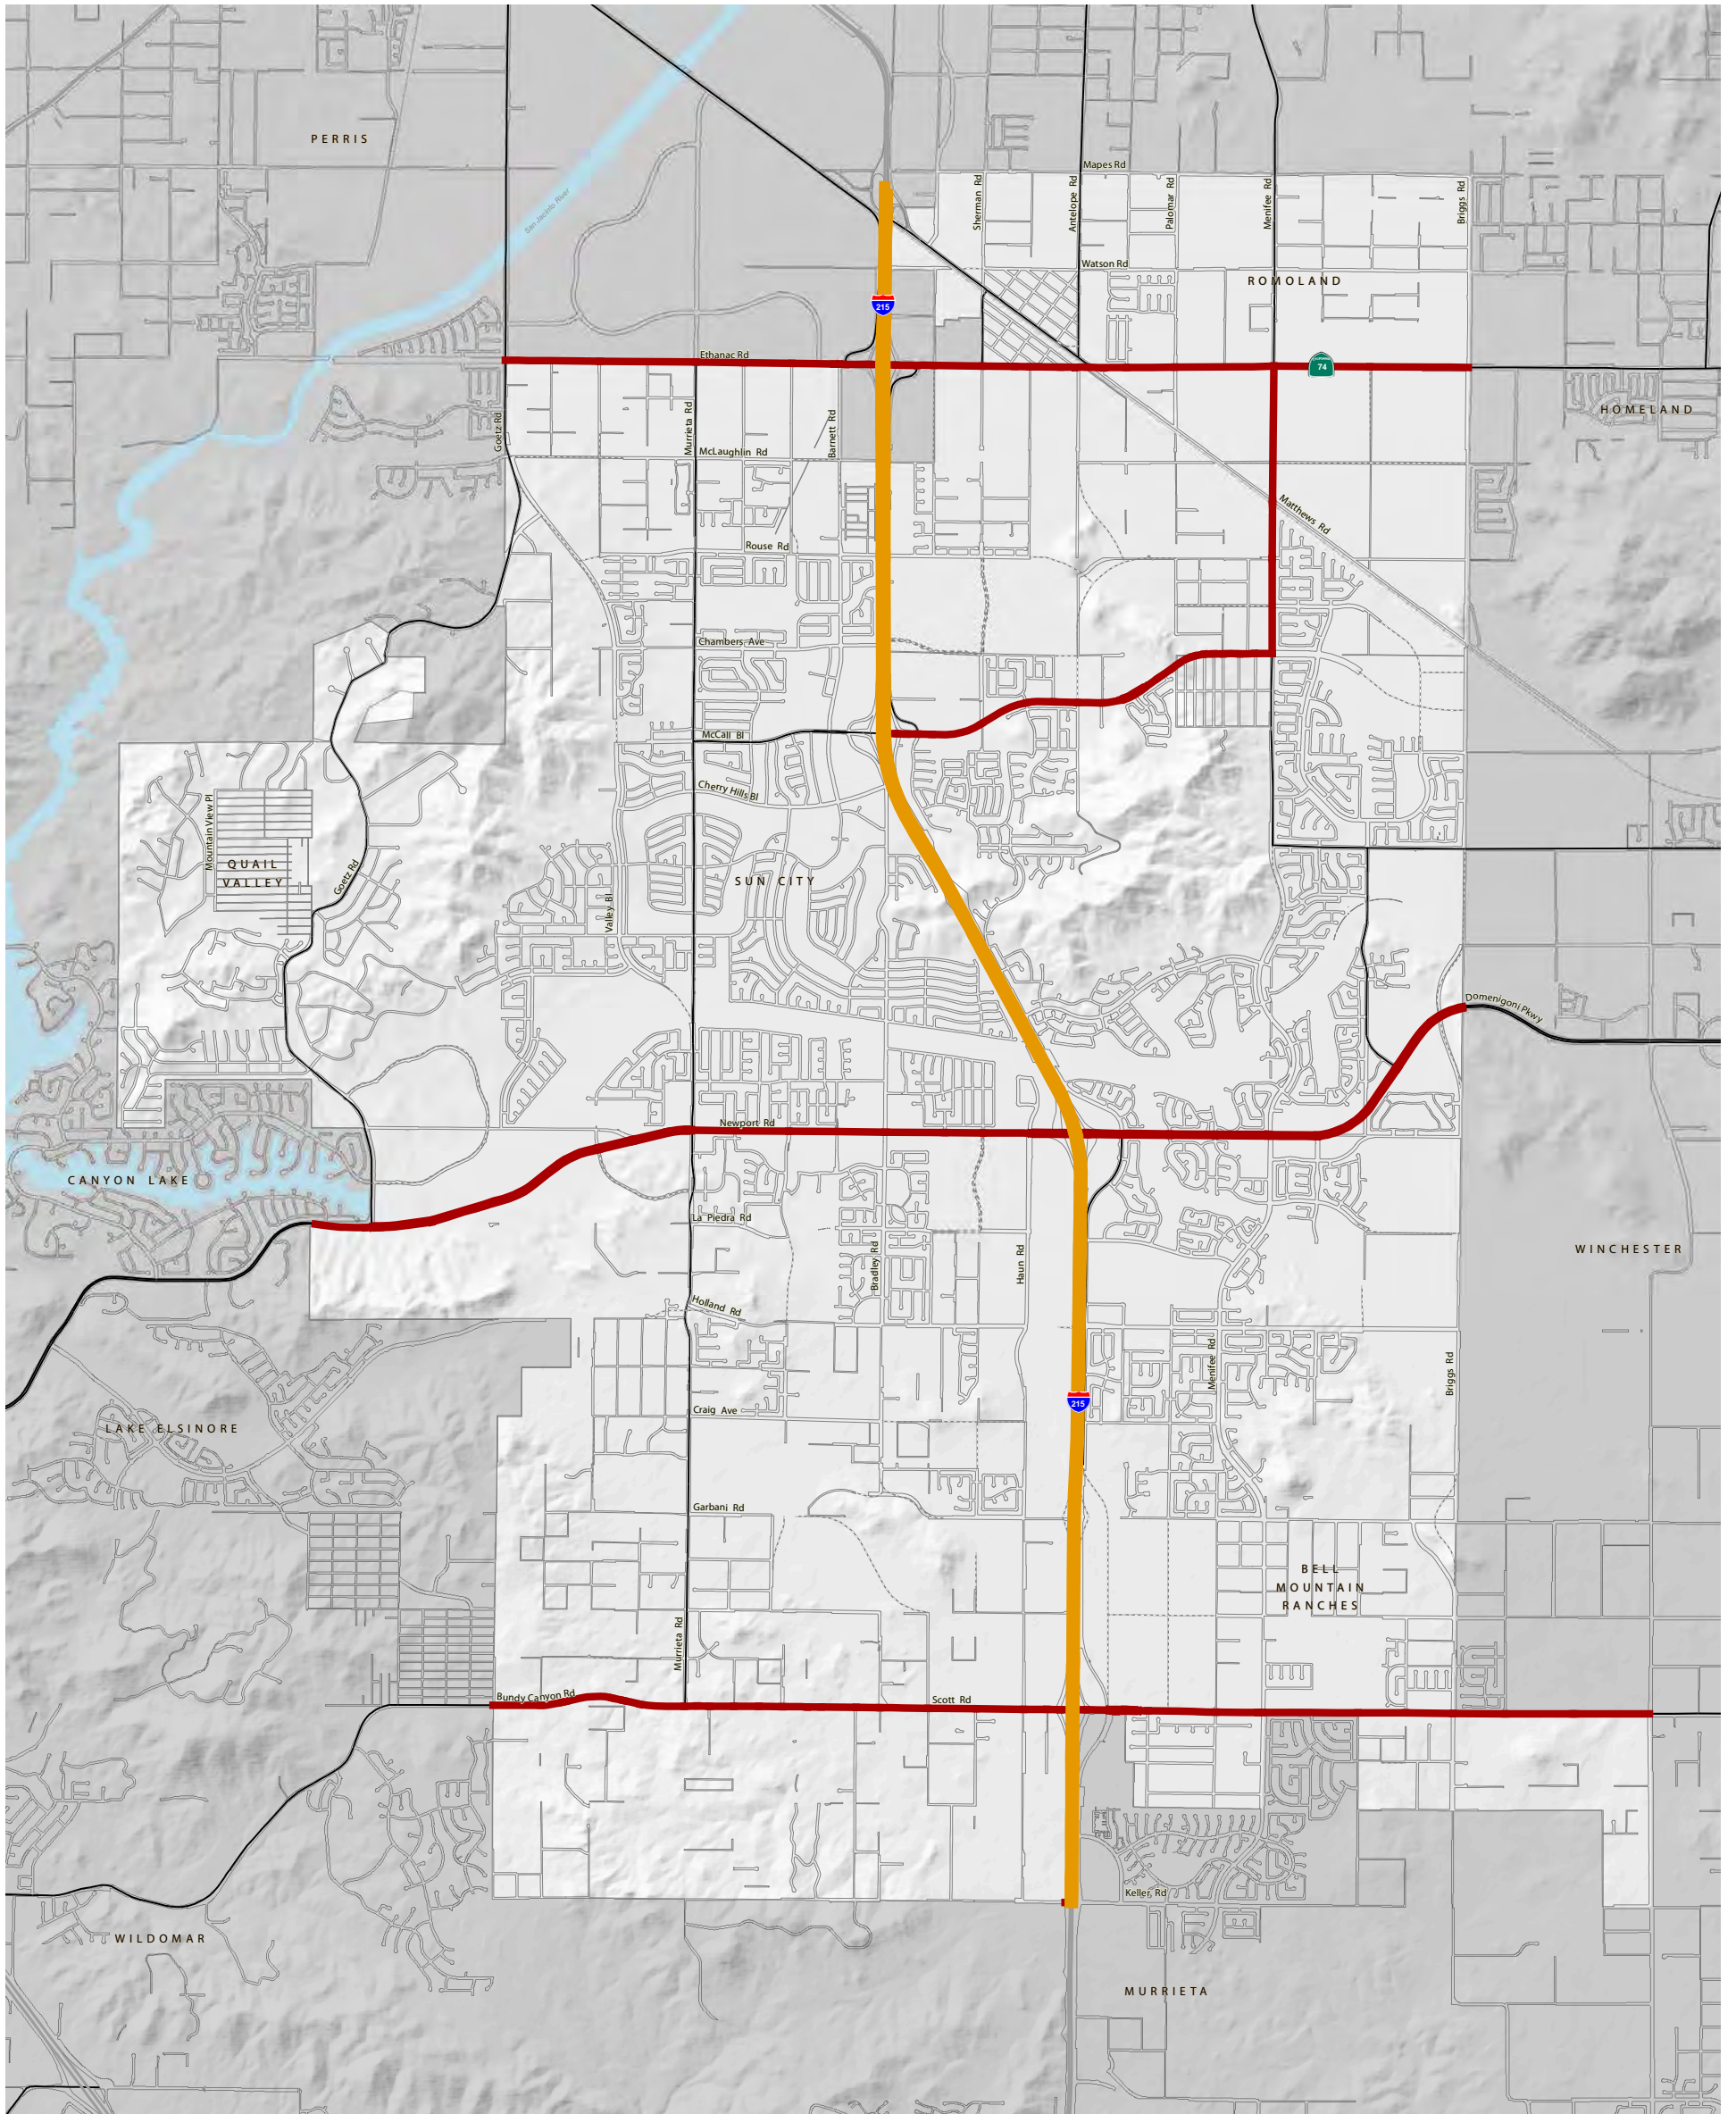 PERRIS
San Jacinto River
Mapes Rd
Sherman Rd
Antelope Rd
Palomar Rd
Menifee Rd
Briggs Rd
Watson Rd
ROMOLAND
215
Ethanac Rd
74
HOMELAND
Goetz Rd
Murrieta Rd
Barnett Rd
McLaughlin Rd
Matthews Rd
Rouse Rd
Chambers Ave
McCall Bl
Cherry Hills Bl
Mountain View Pl
QUAIL
VALLEY
Goetz Rd
SUN CITY
Valley Bl
Domenigoni Pkwy
Newport Rd
CANYON LAKE
La Piedra Rd
Bradley Rd
Haun Rd
WINCHESTER
Holland Rd
Menifee Rd
Briggs Rd
215
Craig Ave
LAKE ELSINORE
Garbani Rd
BELL
MOUNTAIN
RANCHES
Murrieta Rd
Bundy Canyon Rd
Scott Rd
Keller Rd
WILDOMAR
MURRIETA